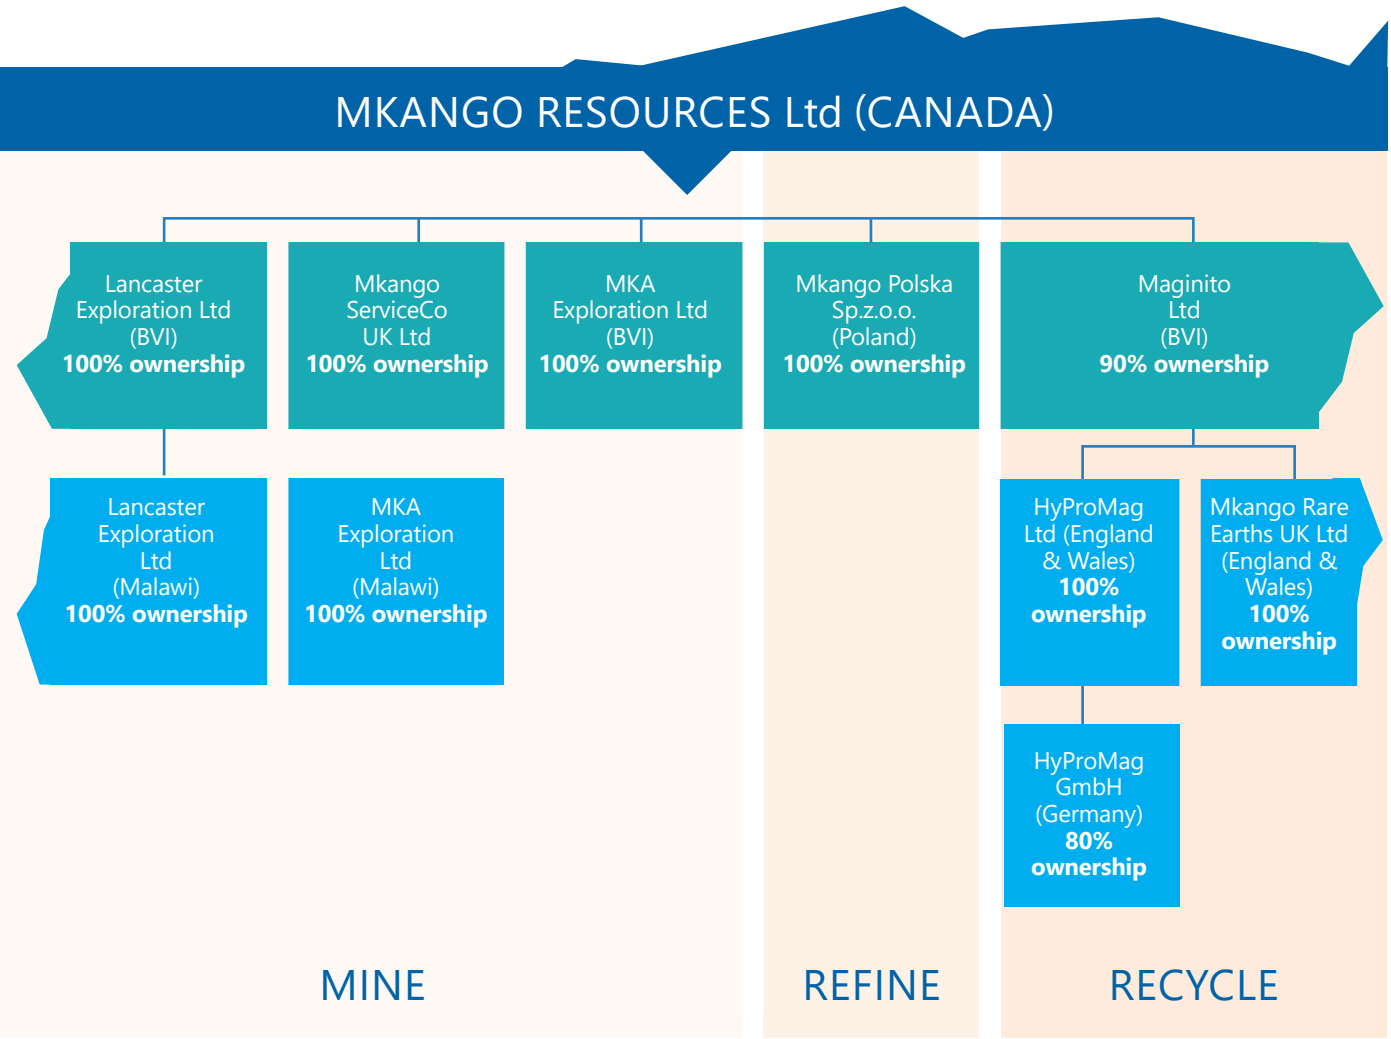 MKANGO RESOURCES Ltd (CANADA)
Lancaster
Exploration Ltd
(BVI)
100% ownership
Mkango
ServiceCo
UK Ltd
100% ownership
MKA
Exploration Ltd
(BVI)
100% ownership
Mkango Polska
Sp.z.o.o.
(Poland)
100% ownership
Maginito
Ltd
(BVI)
90% ownership
Lancaster
Exploration
Ltd
(Malawi)
100% ownership
MKA
Exploration
Ltd
(Malawi)
100% ownership
HyProMag
Ltd (England
& Wales)
100%
ownership
Mkango Rare
Earths UK Ltd
(England &
Wales)
100%
ownership
HyProMag
GmbH
(Germany)
80%
ownership
MINE
REFINE
RECYCLE